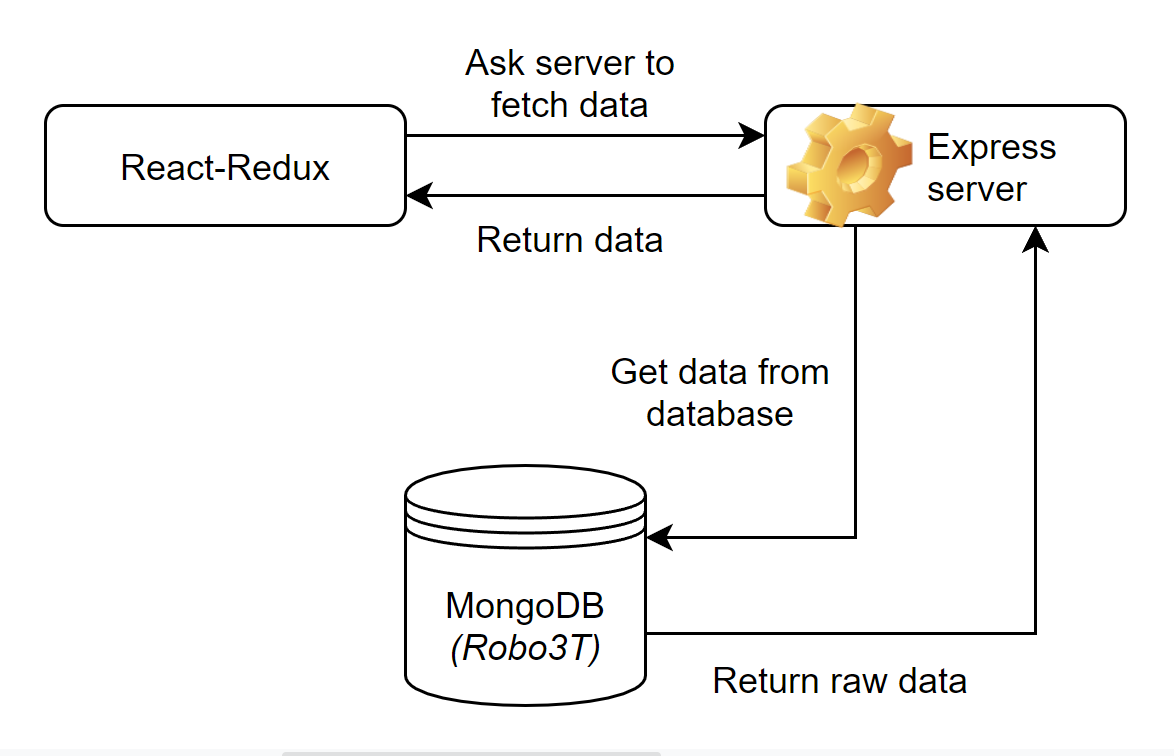 Ask server to
fetch data
React-Redux
Express
server
Return data
Get data from
database
MongoDB
(Robo3T)
Return raw data